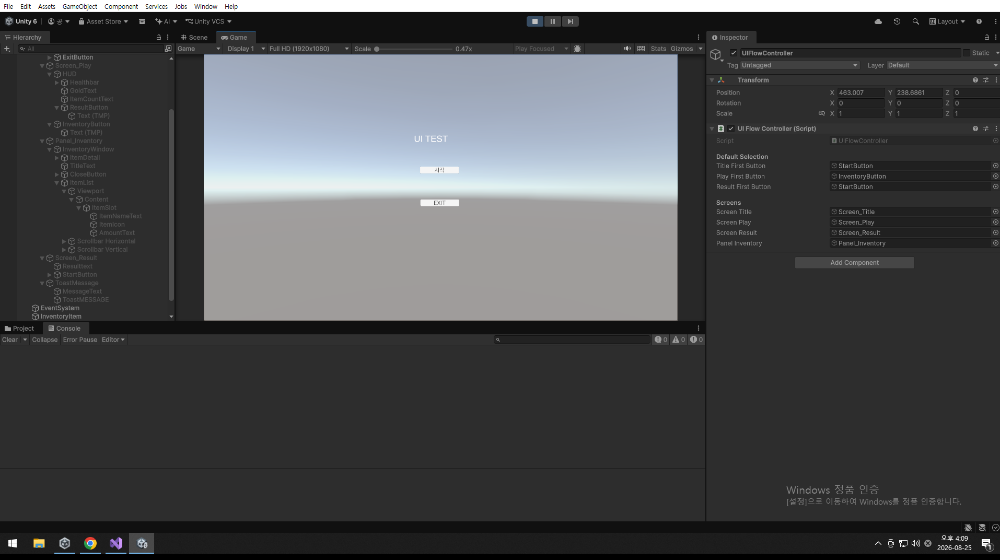 File Edit Assets GameObject Component Services Jobs Window Help
Unity 6 공 Asset Store AI Unity VCS Layout
Hierarchy
All
ExitButton
Screen_Play
HUD
Healthbar
GoldText
ItemCountText
ResultButton
Text (TMP)
InventoryButton
Text (TMP)
Panel_Inventory
InventoryWindow
ItemDetail
TitleText
CloseButton
ItemList
Viewport
Content
ItemSlot
ItemNameText
ItemIcon
AmountText
Scrollbar Horizontal
Scrollbar Vertical
Screen_Result
Resulttext
StartButton
ToastMessage
MessageText
ToastMESSAGE
EventSystem
InventoryItem
Scene Game
Game Display 1 Full HD (1920x1080) Scale 0.47x Play Focused Stats Gizmos
UI TEST
시작
EXIT
Inspector
UIFlowController Static
Tag Untagged Layer Default
Transform
Position X 463.007 Y 238.6861 Z 0
Rotation X 0 Y 0 Z 0
Scale X 1 Y 1 Z 1
# UI Flow Controller (Script)
Script UIFlowController
Default Selection
Title First Button StartButton
Play First Button InventoryButton
Result First Button StartButton
Screens
Screen Title Screen_Title
Screen Play Screen_Play
Screen Result Screen_Result
Panel Inventory Panel_Inventory
Add Component
Project Console
Clear Collapse Error Pause Editor 0 0 0
Windows 정품 인증
[설정]으로 이동하여 Windows를 정품 인증합니다.
오후 4:09
2026-08-25
1